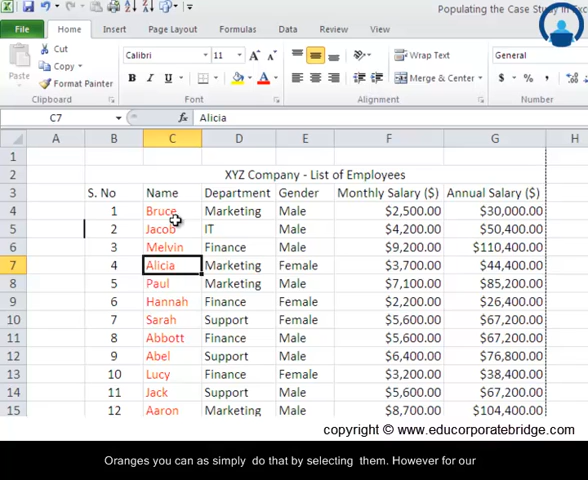 Populating the Case Study in Exc
File Home Insert Page Layout Formulas Data Review View
Cut
Copy
Format Painter
Paste
Calibri 11 A A
B I U
Wrap Text
Merge & Center
General
$ % ,
Clipboard Font Alignment Number
C7 fx Alicia
A B C D E F G H
1
2 XYZ Company - List of Employees
3 S. No Name Department Gender Monthly Salary ($) Annual Salary ($)
4 1 Bruce Marketing Male $2,500.00 $30,000.00
5 2 Jacob IT Male $4,200.00 $50,400.00
6 3 Melvin Finance Male $9,200.00 $110,400.00
7 4 Alicia Marketing Female $3,700.00 $44,400.00
8 5 Paul Marketing Male $7,100.00 $85,200.00
9 6 Hannah Finance Female $2,200.00 $26,400.00
10 7 Sarah Support Female $5,600.00 $67,200.00
11 8 Abbott Finance Male $5,600.00 $67,200.00
12 9 Abel Support Male $6,400.00 $76,800.00
13 10 Lucy Finance Female $3,200.00 $38,400.00
14 11 Jack Support Male $5,600.00 $67,200.00
15 12 Aaron Marketing Male $8,700.00 $104,400.00
copyright © www.educorporatebridge.com
Oranges you can as simply do that by selecting them. However for our